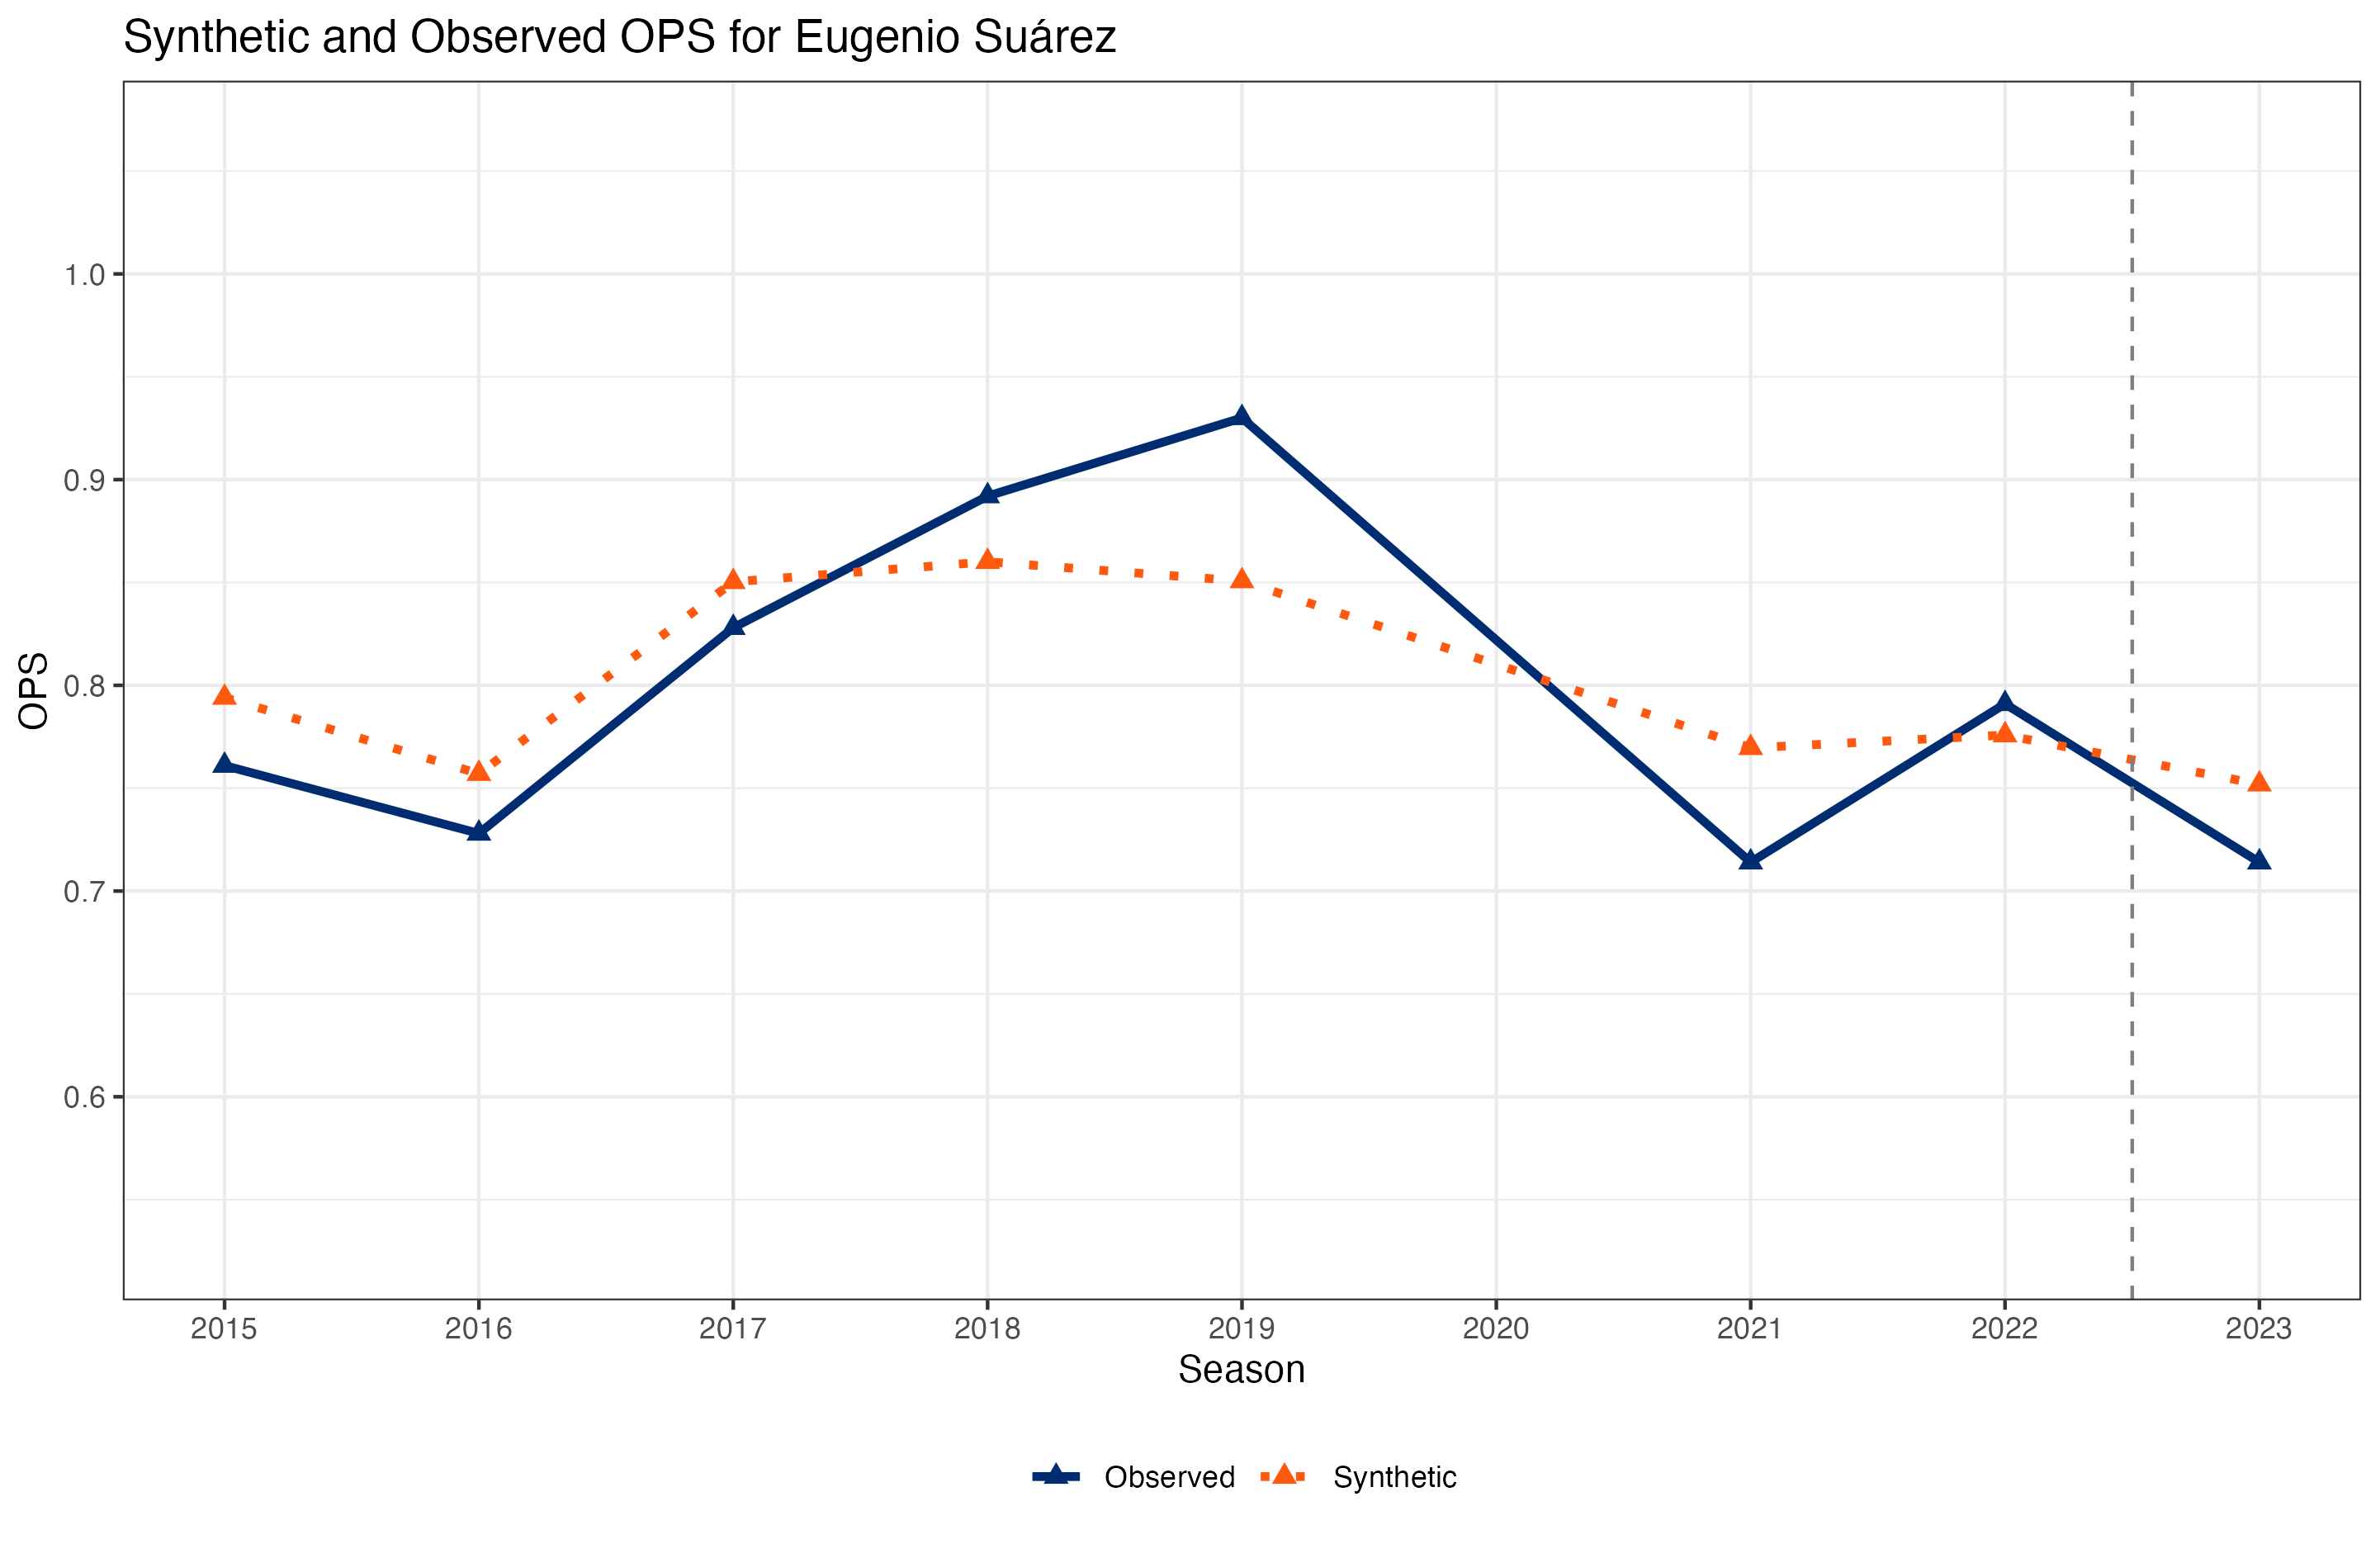 Synthetic and Observed OPS for Eugenio Suárez
OPS
1.0
0.9
0.8
0.7
0.6
2015 2016 2017 2018 2019 2020 2021 2022 2023
Season
Observed Synthetic